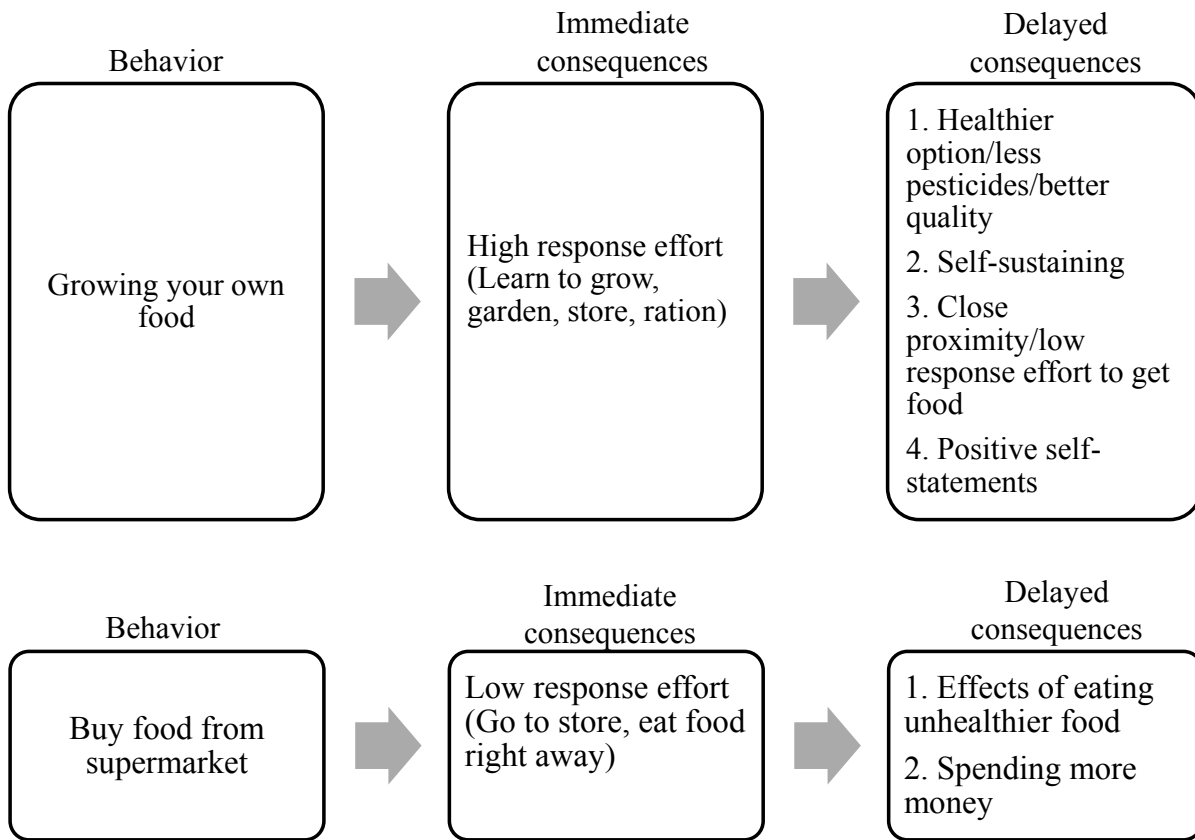 Behavior
Immediate
consequences
Delayed
consequences
Growing your own
food
High response effort
(Learn to grow,
garden, store, ration)
1. Healthier
option/less
pesticides/better
quality
2. Self-sustaining
3. Close
proximity/low
response effort to get
food
4. Positive self-
statements
Behavior
Immediate
consequences
Delayed
consequences
Buy food from
supermarket
Low response effort
(Go to store, eat food
right away)
1. Effects of eating
unhealthier food
2. Spending more
money